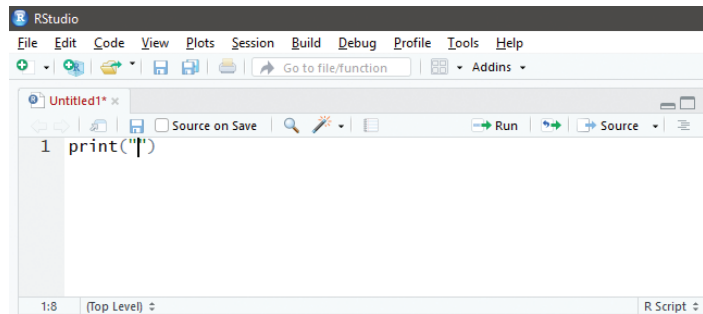 RStudio
File Edit Code View Plots Session Build Debug Profile Tools Help
Go to file/function Addins
Untitled1*
Source on Save Run Source
1 print("")
1:8 (Top Level) R Script